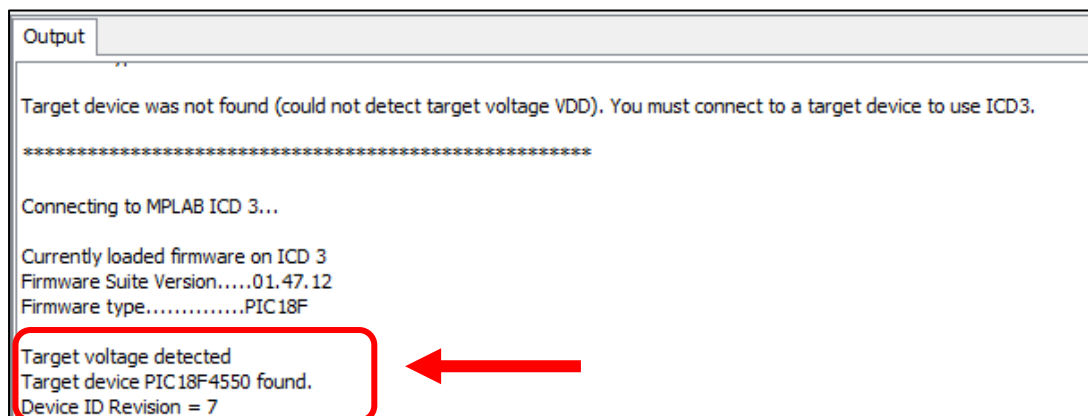 Output
Target device was not found (could not detect target voltage VDD). You must connect to a target device to use ICD3.
*****************************************************
Connecting to MPLAB ICD 3...
Currently loaded firmware on ICD 3
Firmware Suite Version.....01.47.12
Firmware type..............PIC18F
Target voltage detected
Target device PIC18F4550 found.
Device ID Revision = 7